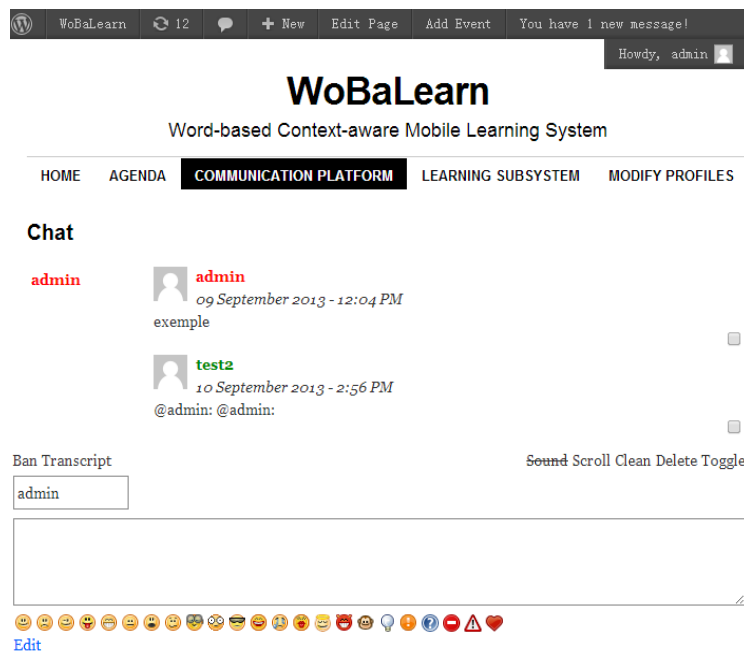 WoBaLearn 12 New Edit Page Add Event You have 1 new message!
Howdy, admin
WoBaLearn
Word-based Context-aware Mobile Learning System
HOME AGENDA COMMUNICATION PLATFORM LEARNING SUBSYSTEM MODIFY PROFILES
Chat
admin admin
09 September 2013 - 12:04 PM
exemple
test2
10 September 2013 - 2:56 PM
@admin: @admin:
Ban Transcript Sound Scroll Clean Delete Toggle
admin
Edit